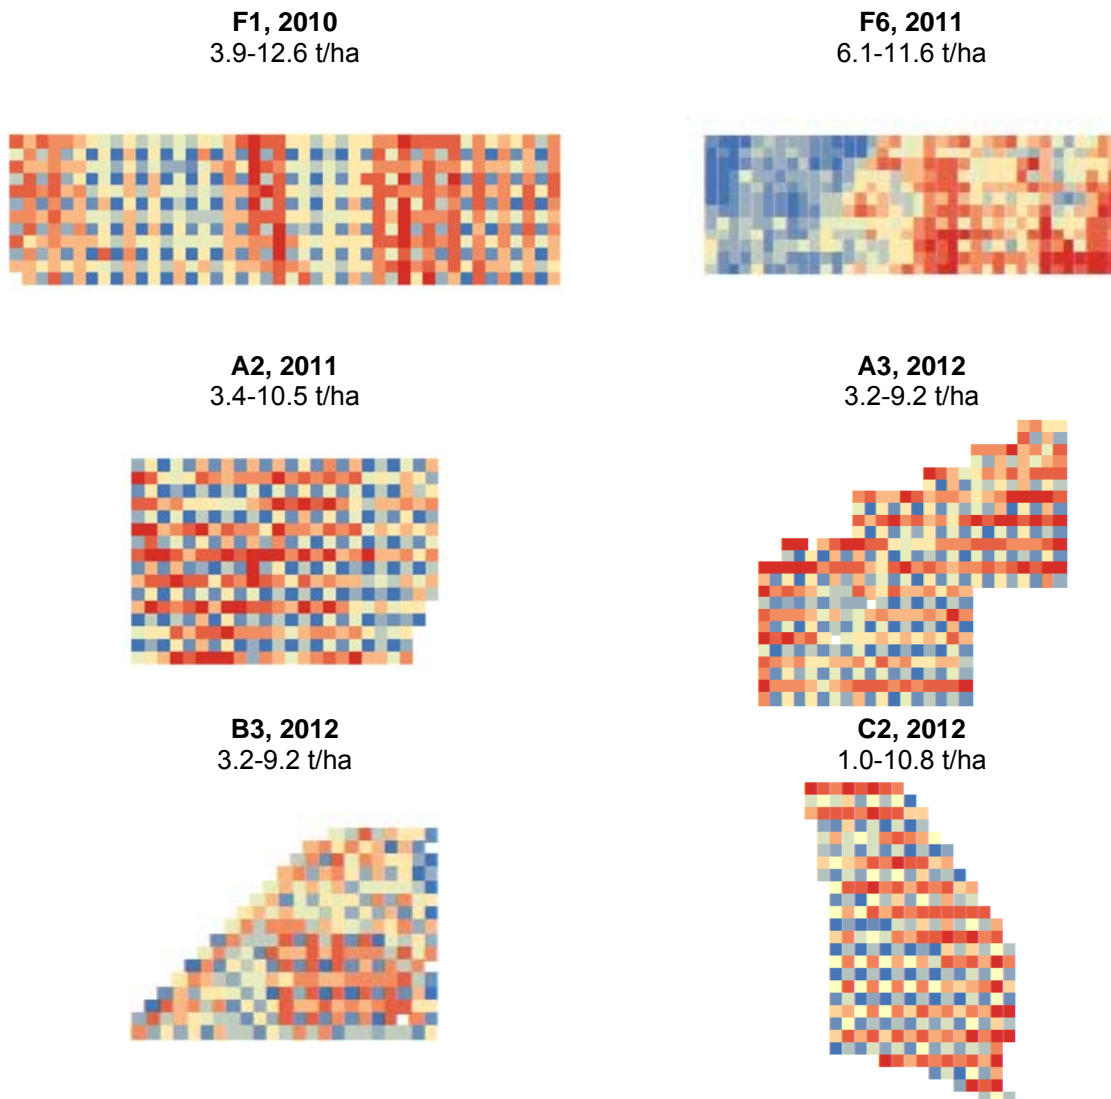 F1, 2010
3.9-12.6 t/ha
F6, 2011
6.1-11.6 t/ha
A2, 2011
3.4-10.5 t/ha
A3, 2012
3.2-9.2 t/ha
B3, 2012
3.2-9.2 t/ha
C2, 2012
1.0-10.8 t/ha